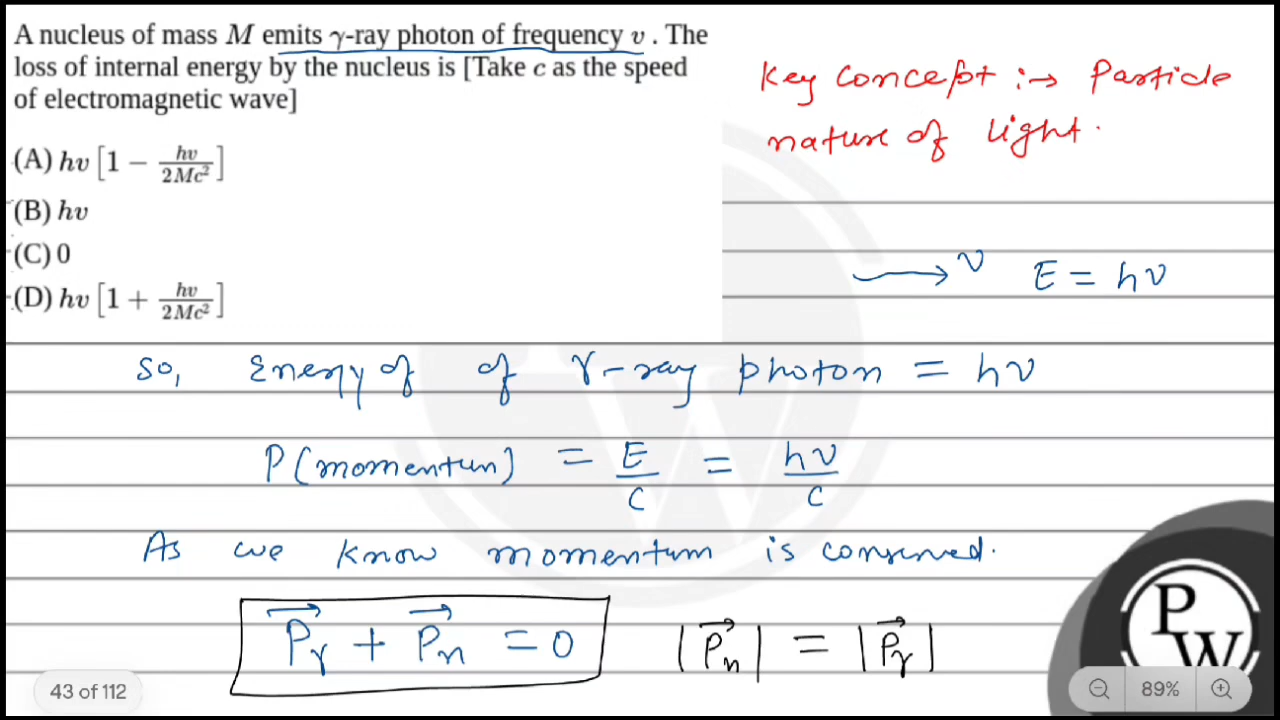 A nucleus of mass M emits γ-ray photon of frequency υ. The
loss of internal energy by the nucleus is [Take c as the speed
of electromagnetic wave]
(A) hυ [1 − hυ/2Mc²]
(B) hυ
(C) 0
(D) hυ [1 + hυ/2Mc²]
Key concept :→ Particle
nature of light.
→ ν E = hν
So, Energy of of γ-ray photon = hν
P(momentum) = E/C = hν/C
As we know momentum is conserved.
P⃗γ + P⃗n = 0 |P⃗n| = |P⃗γ|
PW
43 of 112
89%